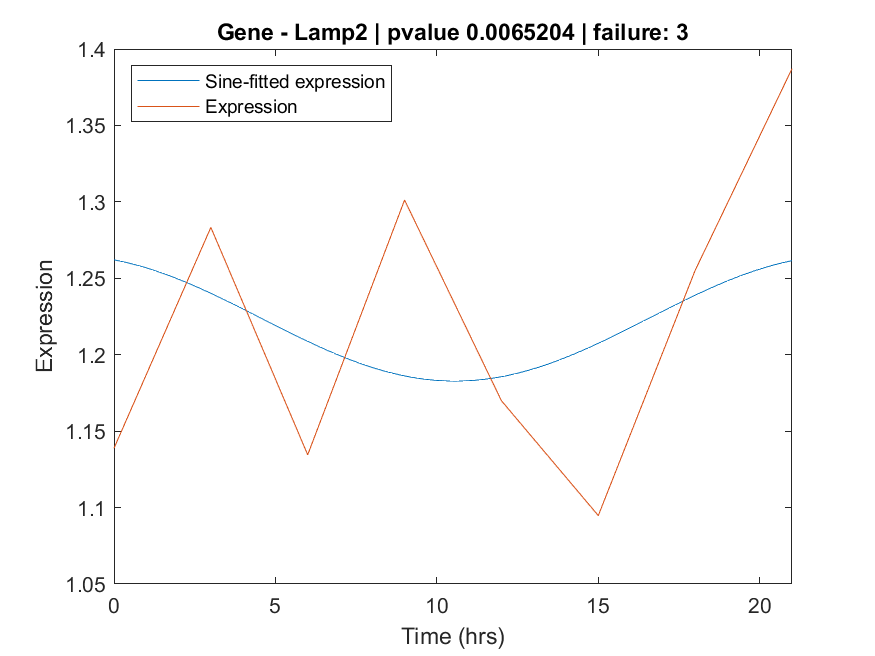 Gene - Lamp2 | pvalue 0.0065204 | failure: 3
1.4
1.35
1.3
1.25
1.2
1.15
1.1
1.05
Expression
Sine-fitted expression
Expression
0
5
10
15
20
Time (hrs)